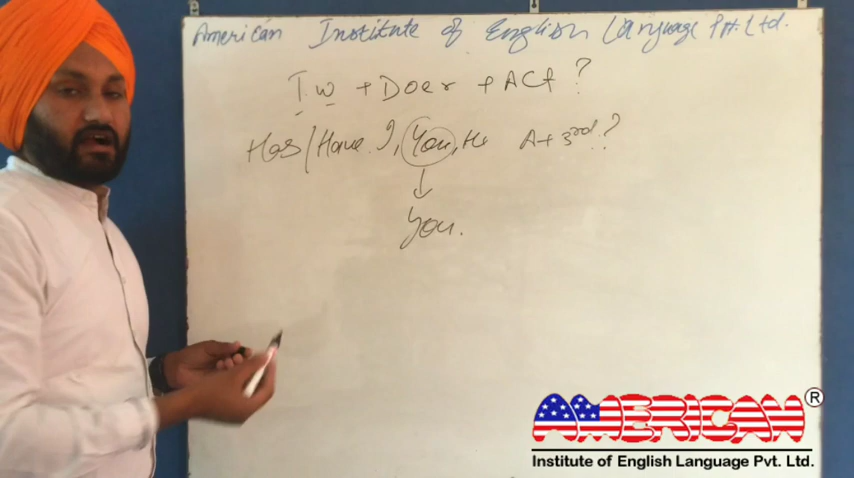 American Institute of English Language Pvt. Ltd.
I w + Doer + Act ?
Has / Have I, You, He A + 3rd ?
You.
AMERICAN ®
Institute of English Language Pvt. Ltd.